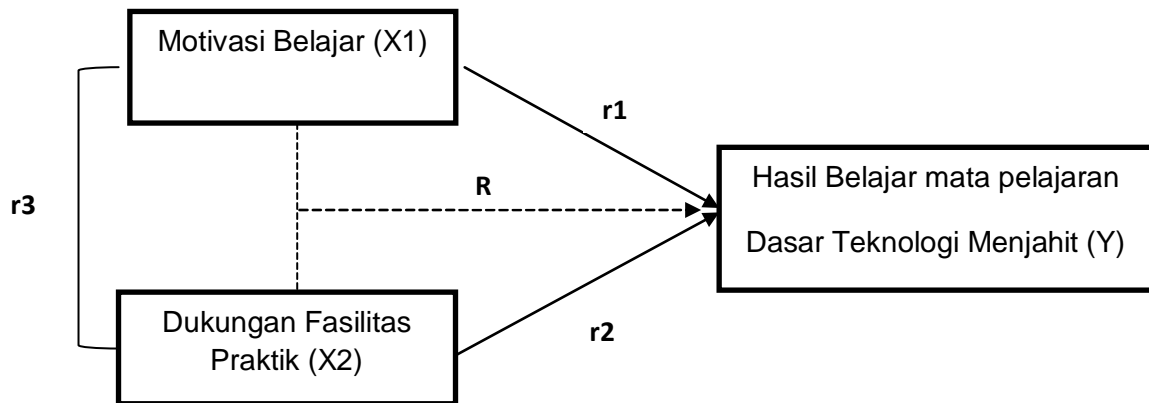 Motivasi Belajar (X1)
r1
Hasil Belajar mata pelajaran
Dasar Teknologi Menjahit (Y)
R
r3
Dukungan Fasilitas
Praktik (X2)
r2